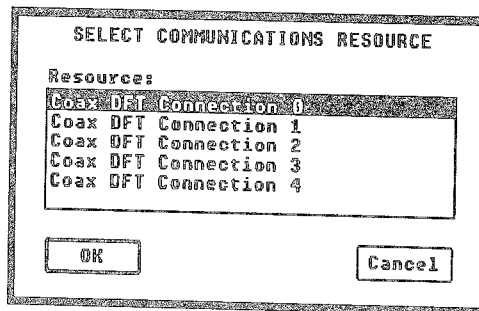 SELECT COMMUNICATIONS RESOURCE
Resource:
Coax DFT Connection 0
Coax DFT Connection 1
Coax DFT Connection 2
Coax DFT Connection 3
Coax DFT Connection 4
OK
Cancel